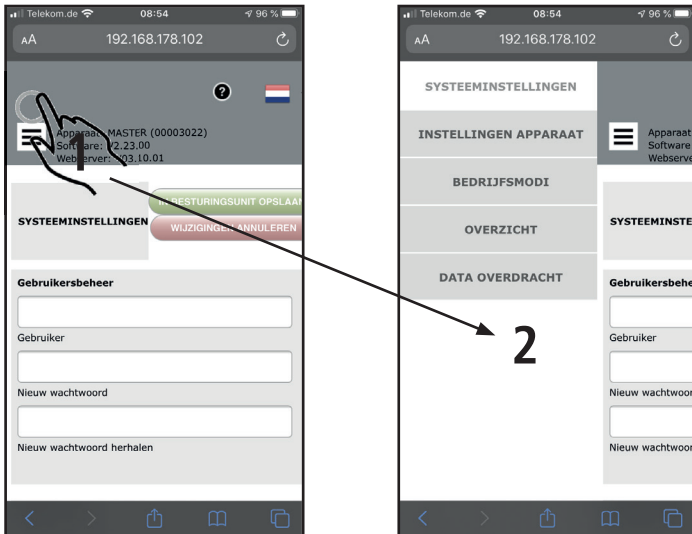 Telekom.de 08:54 96 %
AA 192.168.178.102
?
Apparaat: MASTER (00003022)
Software: V2.23.00
Webserver: V03.10.01
1
SYSTEEMINSTELLINGEN
IN BESTURINGSUNIT OPSLAAN
WIJZIGINGEN ANNULEREN
Gebruikersbeheer
Gebruiker
Nieuw wachtwoord
Nieuw wachtwoord herhalen
Telekom.de 08:54 96 %
AA 192.168.178.102
SYSTEEMINSTELLINGEN
INSTELLINGEN APPARAAT
BEDRIJFSMODI
OVERZICHT
DATA OVERDRACHT
2
Apparaat
Software
Webserve
SYSTEEMINSTE
Gebruikersbehe
Gebruiker
Nieuw wachtwoor
Nieuw wachtwoor